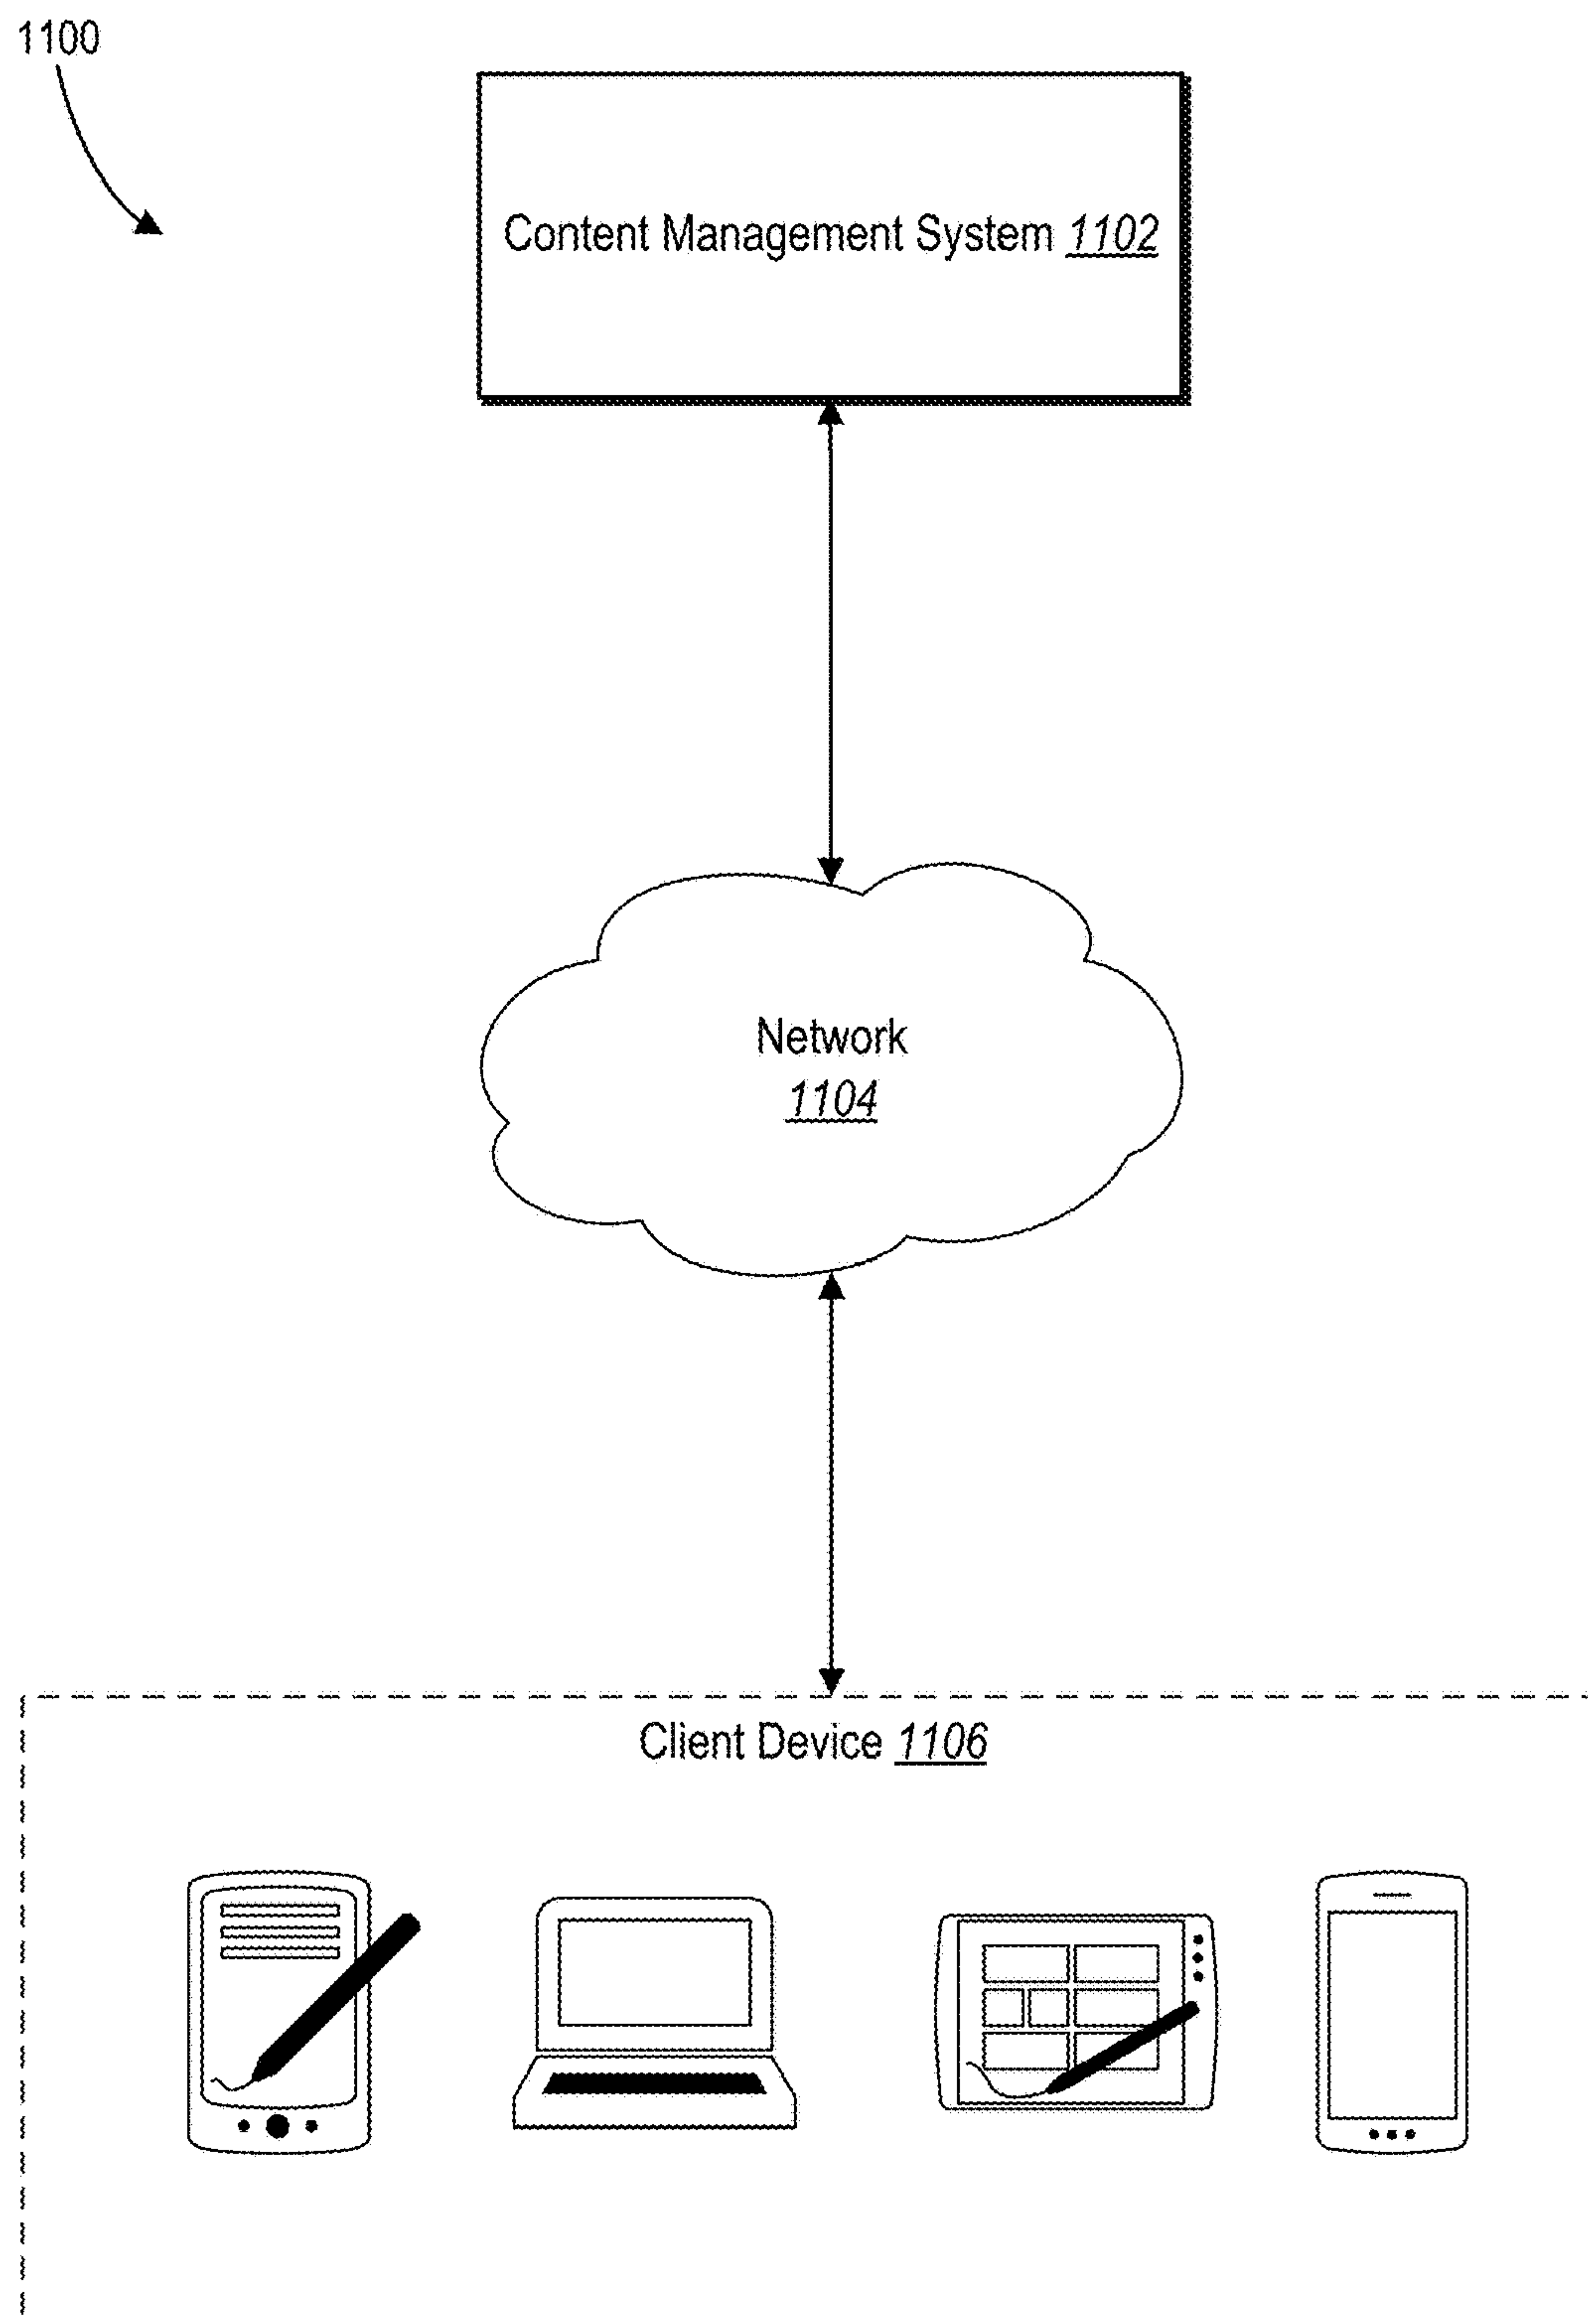 1100
Content Management System 1102
Network
1104
Client Device 1106